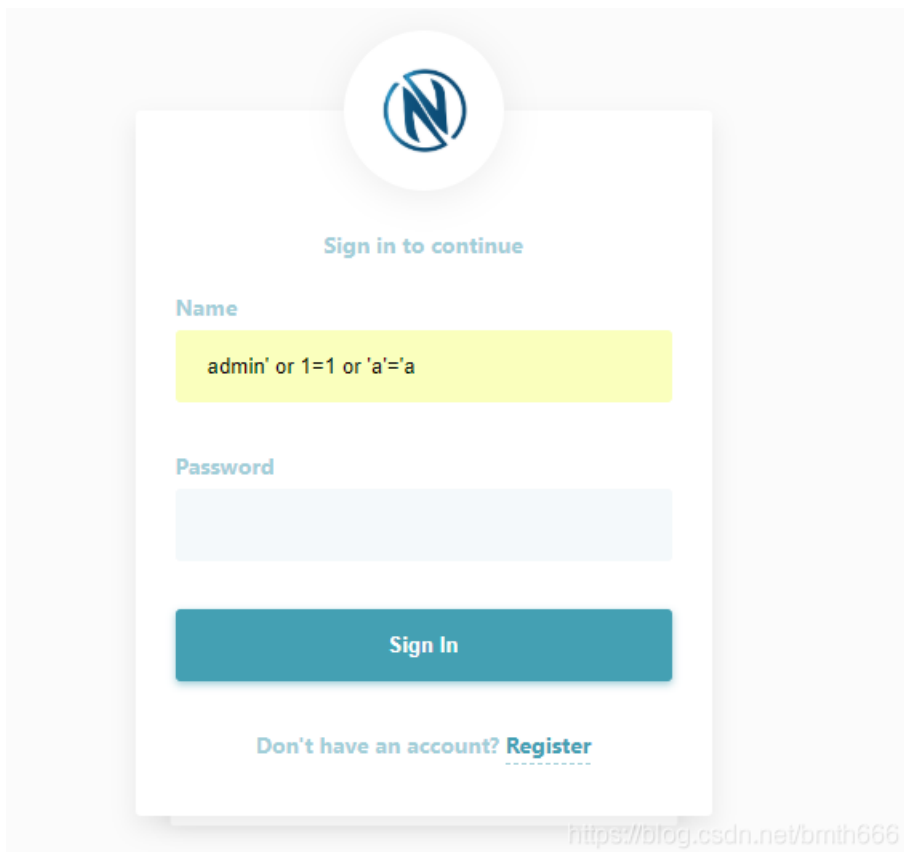 Sign in to continue
Name
admin' or 1=1 or 'a'='a
Password
Sign In
Don't have an account? Register
https://blog.csdn.net/bmth666